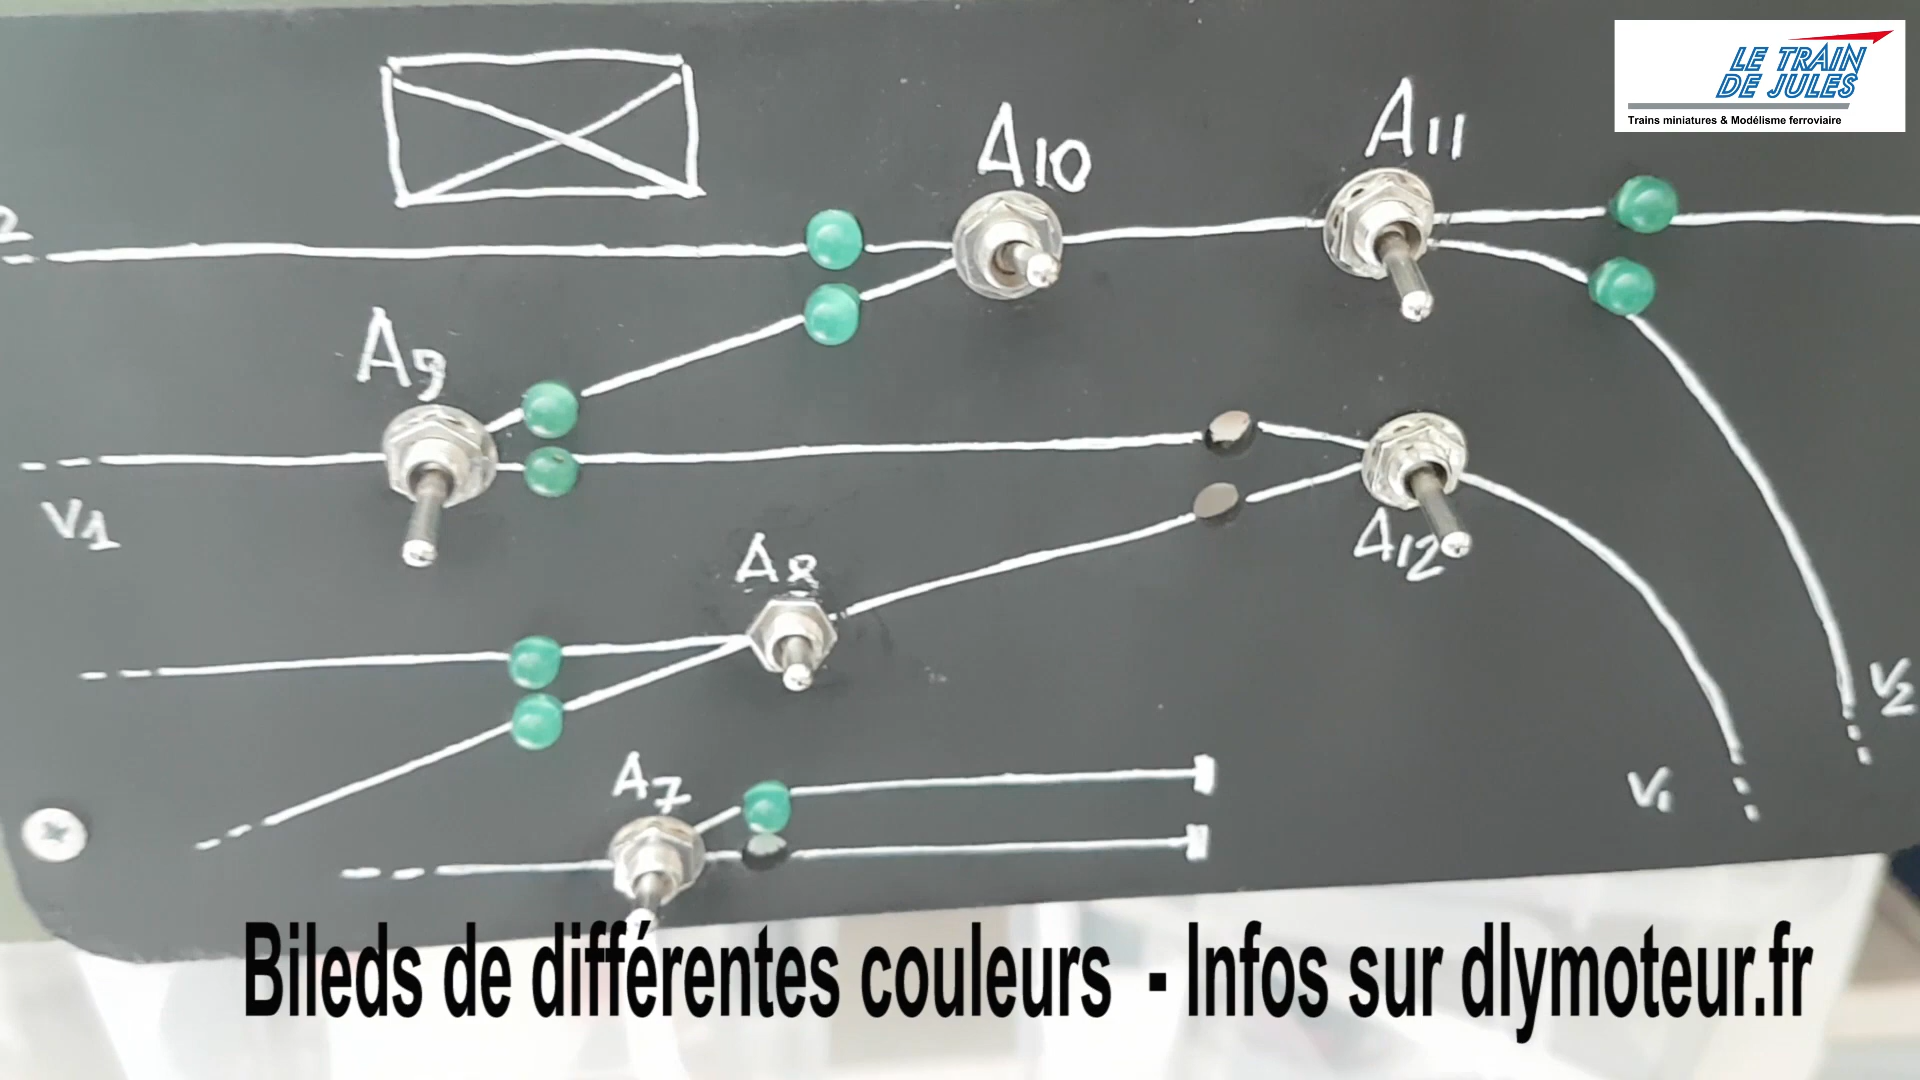 LE TRAIN
DE JULES
Trains miniatures & Modélisme ferroviaire
A11
A10
2
A9
V1
A12
A8
V2
A7
V1
Bileds de différentes couleurs - Infos sur dlymoteur.fr